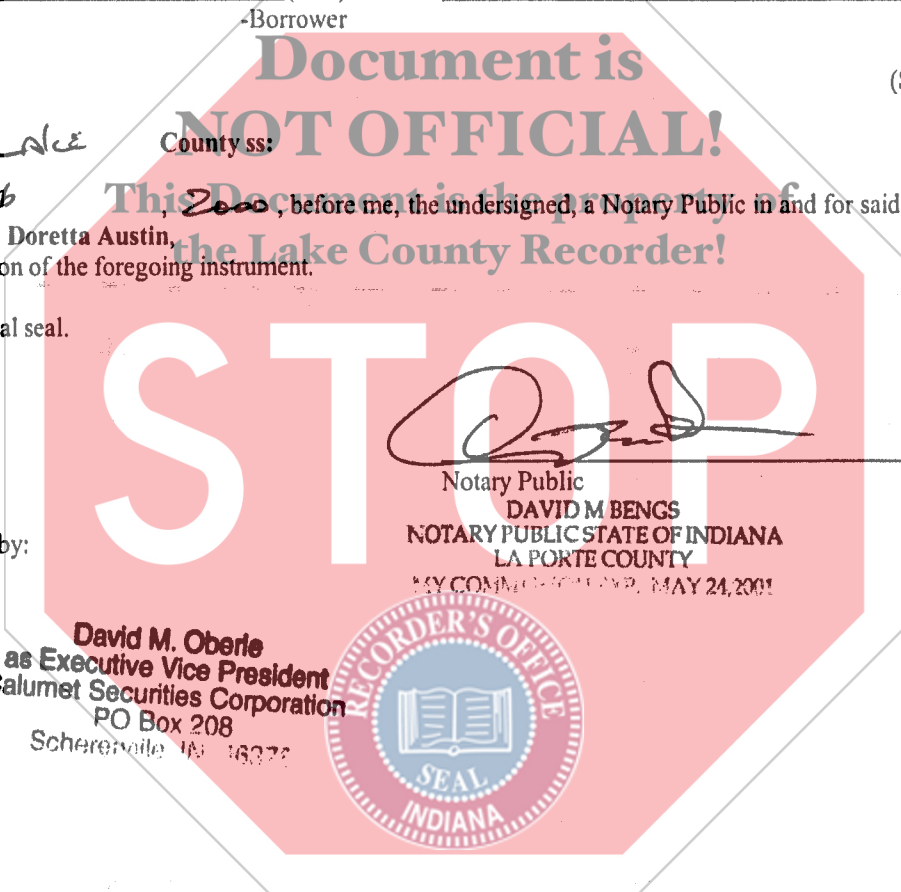 -Borrower
Document is
NOT OFFICIAL!
County ss:
This Document is the property of
, 2000, before me, the undersigned, a Notary Public in and for said
Doretta Austin,
the Lake County Recorder!
on of the foregoing instrument.
al seal.
STOP
Notary Public
DAVID M BENGS
NOTARY PUBLIC STATE OF INDIANA
LA PORTE COUNTY
by:
MY COMMISSION EXP. MAY 24, 2001
RECORDER'S OFFICE
David M. Oberle
as Executive Vice President
Calumet Securities Corporation
PO Box 208
SEAL
INDIANA